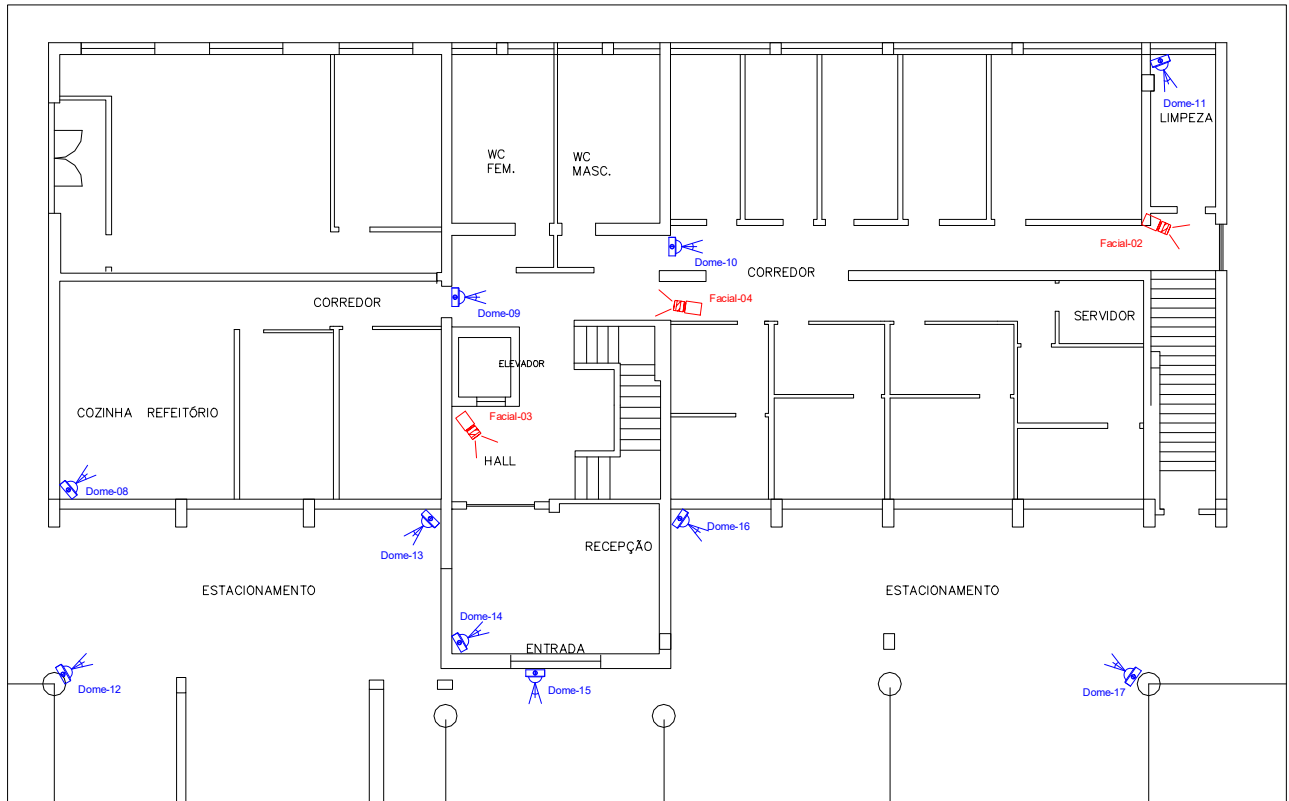 Dome-11
LIMPEZA
WC
FEM.
WC
MASC.
Facial-02
Dome-10
CORREDOR
CORREDOR
Facial-04
Dome-09
SERVIDOR
ELEVADOR
COZINHA REFEITÓRIO
Facial-03
HALL
Dome-08
Dome-13
RECEPÇÃO
Dome-16
ESTACIONAMENTO
ESTACIONAMENTO
Dome-14
ENTRADA
Dome-12
Dome-15
Dome-17